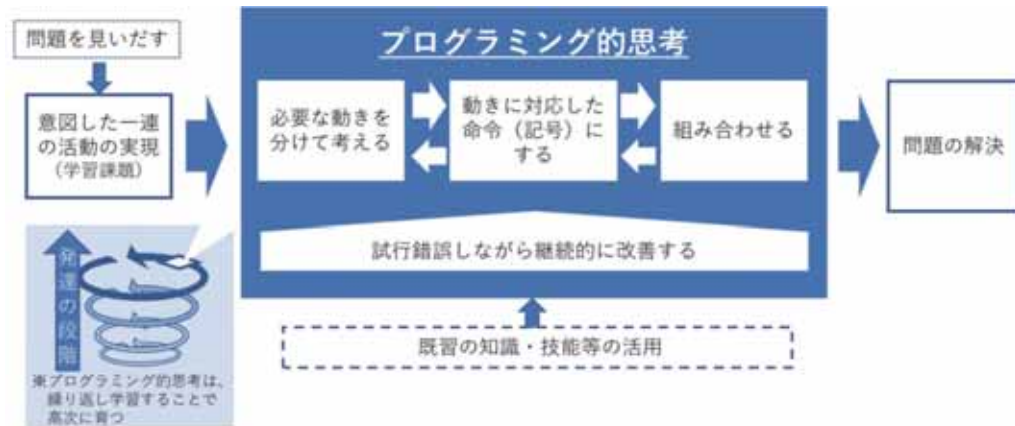 問題を見いだす
意図した一連
の活動の実現
(学習課題)
プログラミング的思考
必要な動きを
分けて考える
動きに対応した
命令(記号)に
する
組み合わせる
試行錯誤しながら継続的に改善する
問題の解決
既習の知識・技能等の活用
発達の段階
※プログラミング的思考は、
繰り返し学習することで
高次に育つ